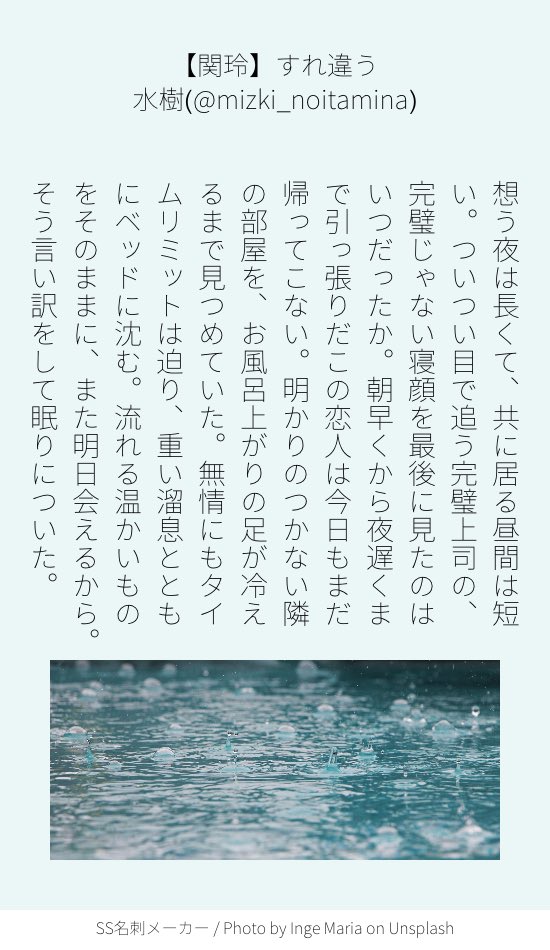 【関玲】すれ違う
水樹(@mizki_noitamina)
想う夜は長くて、共に居る昼間は短
い。ついつい目で追う完璧上司の、
完璧じゃない寝顔を最後に見たのは
いつだったか。朝早くから夜遅くま
で引っ張りだこの恋人は今日もまだ
帰ってこない。明かりのつかない隣
の部屋を、お風呂上がりの足が冷え
るまで見つめていた。無情にもタイ
ムリミットは迫り、重い溜息ととも
にベッドに沈む。流れる温かいもの
をそのままに、また明日会えるから。
そう言い訳をして眠りについた。
SS名刺メーカー / Photo by Inge Maria on Unsplash